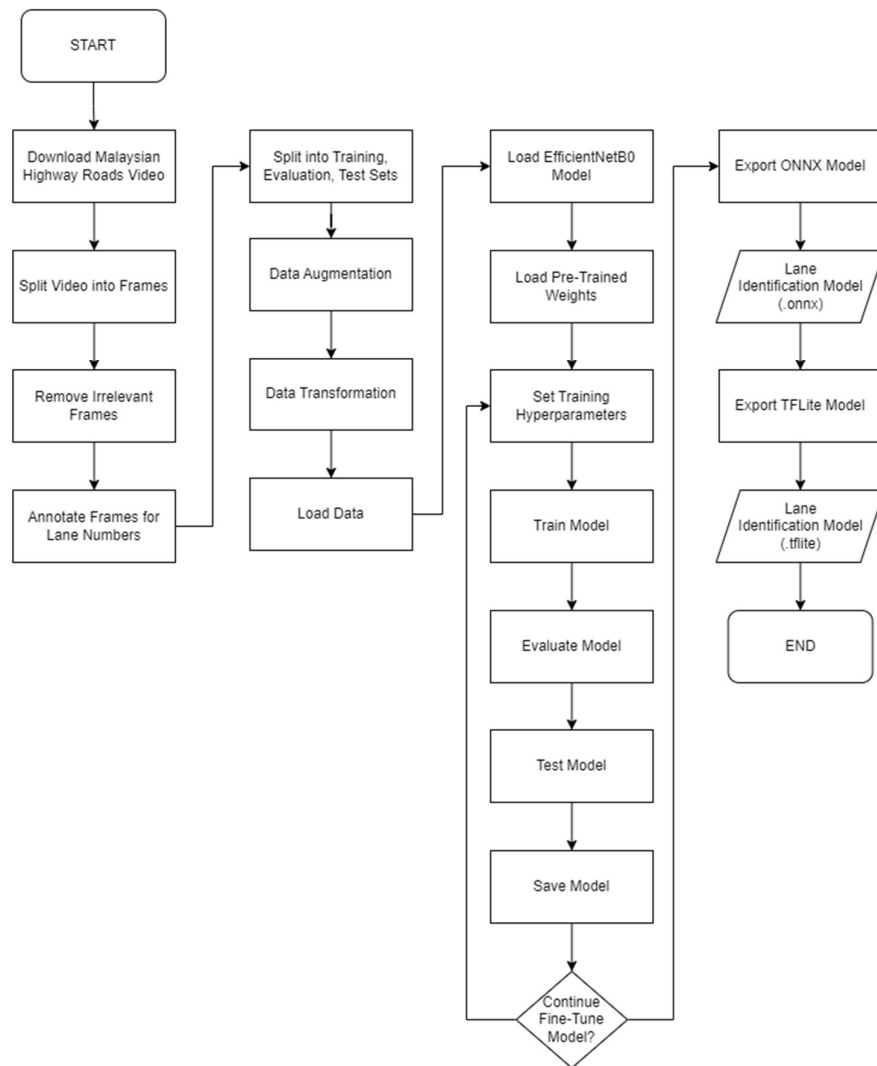 START
Download Malaysian
Highway Roads Video
Split Video into Frames
Remove Irrelevant
Frames
Annotate Frames for
Lane Numbers
Split into Training,
Evaluation, Test Sets
Data Augmentation
Data Transformation
Load Data
Load EfficientNetB0
Model
Load Pre-Trained
Weights
Set Training
Hyperparameters
Train Model
Evaluate Model
Test Model
Save Model
Continue
Fine-Tune
Model?
Export ONNX Model
Lane
Identification Model
(.onnx)
Export TFLite Model
Lane
Identification Model
(.tflite)
END